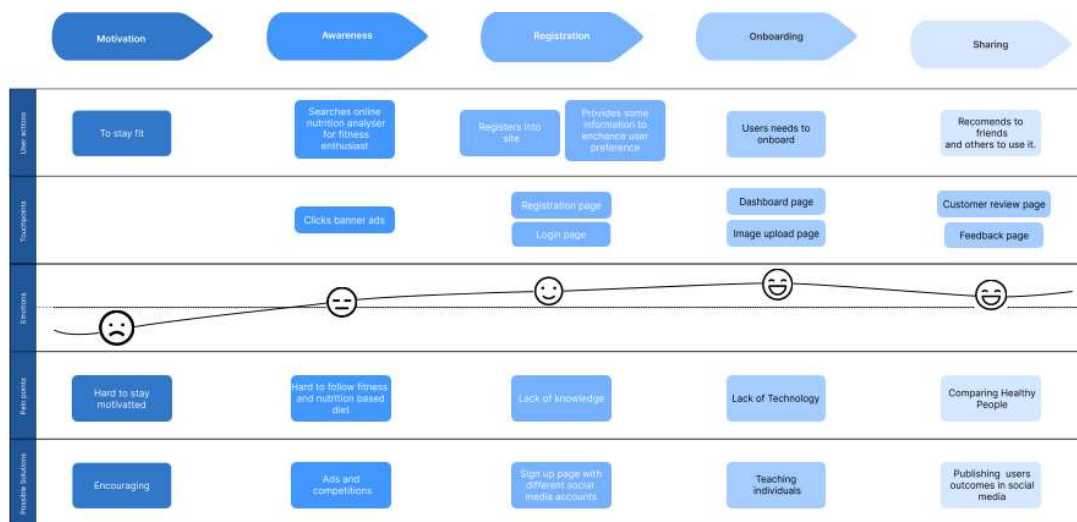 Motivation
Awareness
Registration
Onboarding
Sharing
User actions
To stay fit
Searches online
nutrition analyser
for fitness
enthusiast
Registers into
site
Provides some
information to
enchance user
preference
Users needs to
onboard
Recomends to
friends
and others to use it.
Touchpoints
Clicks banner ads
Registration page
Login page
Dashboard page
Image upload page
Customer review page
Feedback page
Emotions
Pain points
Hard to stay
motivatted
Hard to follow fitness
and nutrition based
diet
Lack of knowledge
Lack of Technology
Comparing Healthy
People
Possible Solutions
Encouraging
Ads and
competitions
Sign up page with
different social
media accounts
Teaching
individuals
Publishing users
outcomes in social
media